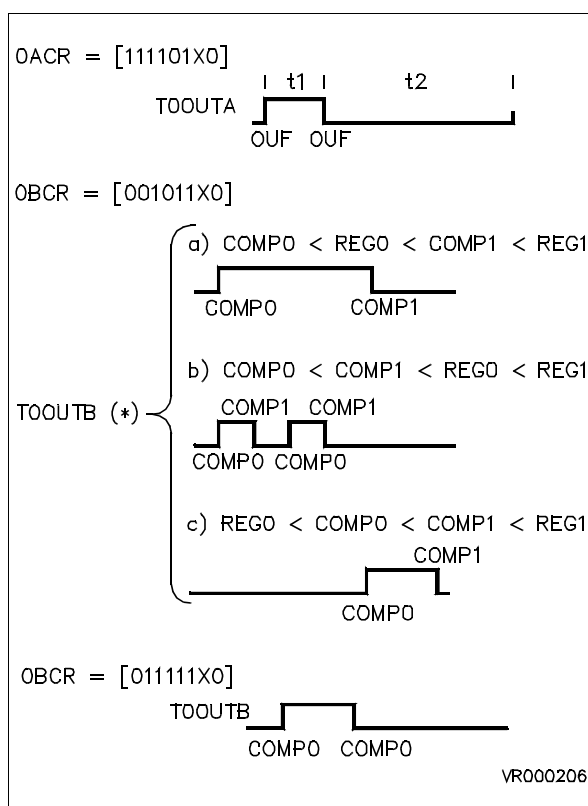 OACR = [111101X0]
t1 t2
T0OUTA
OUF OUF
OBCR = [001011X0]
a) COMP0 < REG0 < COMP1 < REG1
COMP0 COMP1
b) COMP0 < COMP1 < REG0 < REG1
COMP1 COMP1
T0OUTB (*)
COMP0 COMP0
c) REG0 < COMP0 < COMP1 < REG1
COMP1
COMP0
OBCR = [011111X0]
T0OUTB
COMP0 COMP0
VR000206